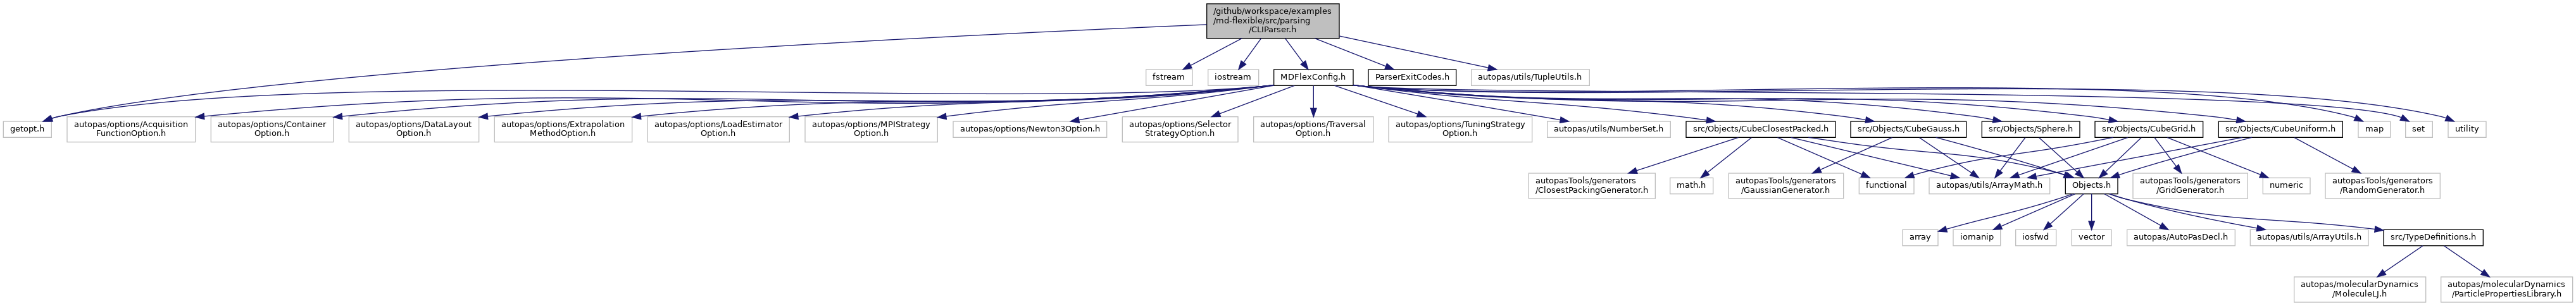 /github/workspace/examples
/md-flexible/src/parsing
/CLIParser.h
fstream
iostream
MDFlexConfig.h
ParserExitCodes.h
autopas/utils/TupleUtils.h
getopt.h
autopas/options/Acquisition
FunctionOption.h
autopas/options/Container
Option.h
autopas/options/DataLayout
Option.h
autopas/options/Extrapolation
MethodOption.h
autopas/options/LoadEstimator
Option.h
autopas/options/MPIStrategy
Option.h
autopas/options/Newton3Option.h
autopas/options/Selector
StrategyOption.h
autopas/options/Traversal
Option.h
autopas/options/TuningStrategy
Option.h
autopas/utils/NumberSet.h
src/Objects/CubeClosestPacked.h
src/Objects/CubeGauss.h
src/Objects/Sphere.h
src/Objects/CubeGrid.h
src/Objects/CubeUniform.h
map
set
utility
autopasTools/generators
/ClosestPackingGenerator.h
math.h
autopasTools/generators
/GaussianGenerator.h
functional
autopas/utils/ArrayMath.h
Objects.h
autopasTools/generators
/GridGenerator.h
numeric
autopasTools/generators
/RandomGenerator.h
array
iomanip
iosfwd
vector
autopas/AutoPasDecl.h
autopas/utils/ArrayUtils.h
src/TypeDefinitions.h
autopas/molecularDynamics
/MoleculeLJ.h
autopas/molecularDynamics
/ParticlePropertiesLibrary.h